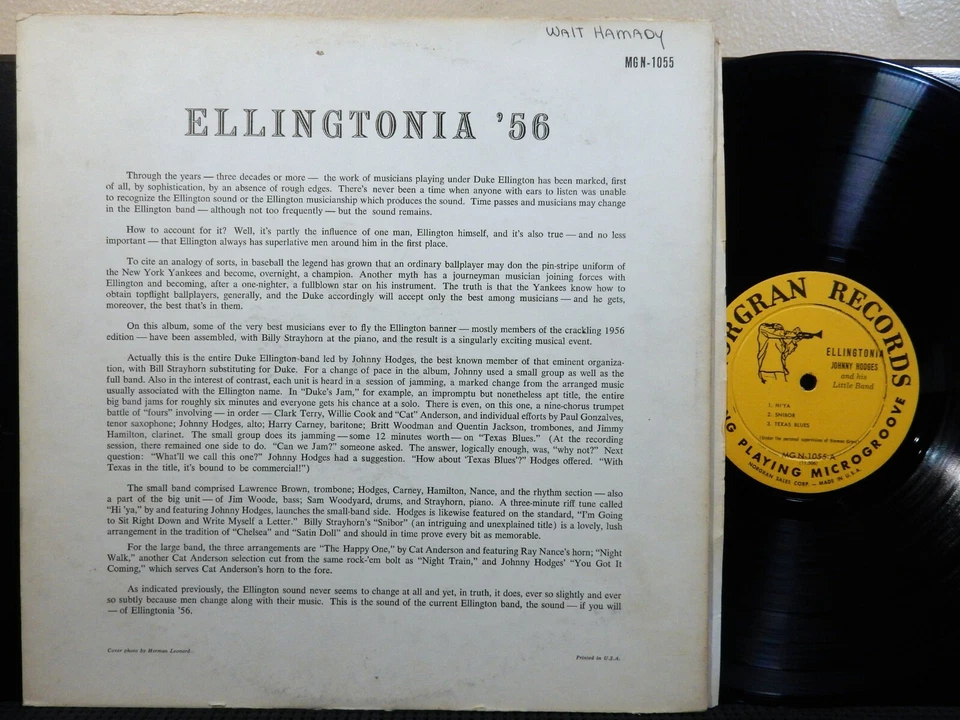 WALT HAMADY
MG N-1055
ELLINGTONIA '56
Through the years — three decades or more — the work of musicians playing under Duke Ellington has been marked, first
of all, by sophistication, by an absence of rough edges. There's never been a time when anyone with ears to listen was unable
to recognize the Ellington sound or the Ellington musicianship which produces the sound. Time passes and musicians may change
in the Ellington band — although not too frequently — but the sound remains.
How to account for it? Well, it's partly the influence of one man, Ellington himself, and it's also true — and no less
important — that Ellington always has superlative men around him in the first place.
To cite an analogy of sorts, in baseball the legend has grown that an ordinary ballplayer may don the pin-stripe uniform of
the New York Yankees and become, overnight, a champion. Another myth has a journeyman musician joining forces with
Ellington and becoming, after a one-nighter, a fullblown star on his instrument. The truth is that the Yankees know how to
obtain topflight ballplayers, generally, and the Duke accordingly will accept only the best among musicians — and he gets,
moreover, the best that's in them.
On this album, some of the very best musicians ever to fly the Ellington banner — mostly members of the crackling 1956
edition — have been assembled, with Billy Strayhorn at the piano, and the result is a singularly exciting musical event.
Actually this is the entire Duke Ellington-band led by Johnny Hodges, the best known member of that eminent organiza-
tion, with Bill Strayhorn substituting for Duke. For a change of pace in the album, Johnny used a small group as well as the
full band. Also in the interest of contrast, each unit is heard in a session of jamming, a marked change from the arranged music
usually associated with the Ellington name. In "Duke's Jam," for example, an impromptu but nonetheless apt title, the entire
big band jams for roughly six minutes and everyone gets his chance at a solo. There is even, on this one, a nine-chorus trumpet
battle of "fours" involving — in order — Clark Terry, Willie Cook and "Cat" Anderson, and individual efforts by Paul Gonzalves,
tenor saxophone; Johnny Hodges, alto; Harry Carney, baritone; Britt Woodman and Quentin Jackson, trombones, and Jimmy
Hamilton, clarinet. The small group does its jamming — some 12 minutes worth — on "Texas Blues." (At the recording
session, there remained one side to do. "Can we Jam?" someone asked. The answer, logically enough, was, "why not?" Next
question: "What'll we call this one?" Johnny Hodges had a suggestion. "How about 'Texas Blues'?" Hodges offered. "With
Texas in the title, it's bound to be commercial!")
The small band comprised Lawrence Brown, trombone; Hodges, Carney, Hamilton, Nance, and the rhythm section — also
a part of the big unit — of Jim Woode, bass; Sam Woodyard, drums, and Strayhorn, piano. A three-minute riff tune called
"Hi 'ya," by and featuring Johnny Hodges, launches the small-band side. Hodges is likewise featured on the standard, "I'm Going
to Sit Right Down and Write Myself a Letter." Billy Strayhorn's "Snibor" (an intriguing and unexplained title) is a lovely, lush
arrangement in the tradition of "Chelsea" and "Satin Doll" and should in time prove every bit as memorable.
For the large band, the three arrangements are "The Happy One," by Cat Anderson and featuring Ray Nance's horn; "Night
Walk," another Cat Anderson selection cut from the same rock-'em bolt as "Night Train," and Johnny Hodges' "You Got It
Coming," which serves Cat Anderson's horn to the fore.
As indicated previously, the Ellington sound never seems to change at all and yet, in truth, it does, ever so slightly and ever
so subtly because men change along with their music. This is the sound of the current Ellington band, the sound — if you will
— of Ellingtonia '56.
Cover photo by Herman Leonard.
Printed in U.S.A.
ORGRAN RECORDS
ELLINGTONIA
JOHNNY HODGES
and his
Little Band
1. HI'YA
2. SNIBOR
3. TEXAS BLUES
(Under the personal supervision of Norman
MG N-1055-A
NORGRAN SALES CORP. — MADE IN U.S.A.
NG PLAYING MICROGROOVE